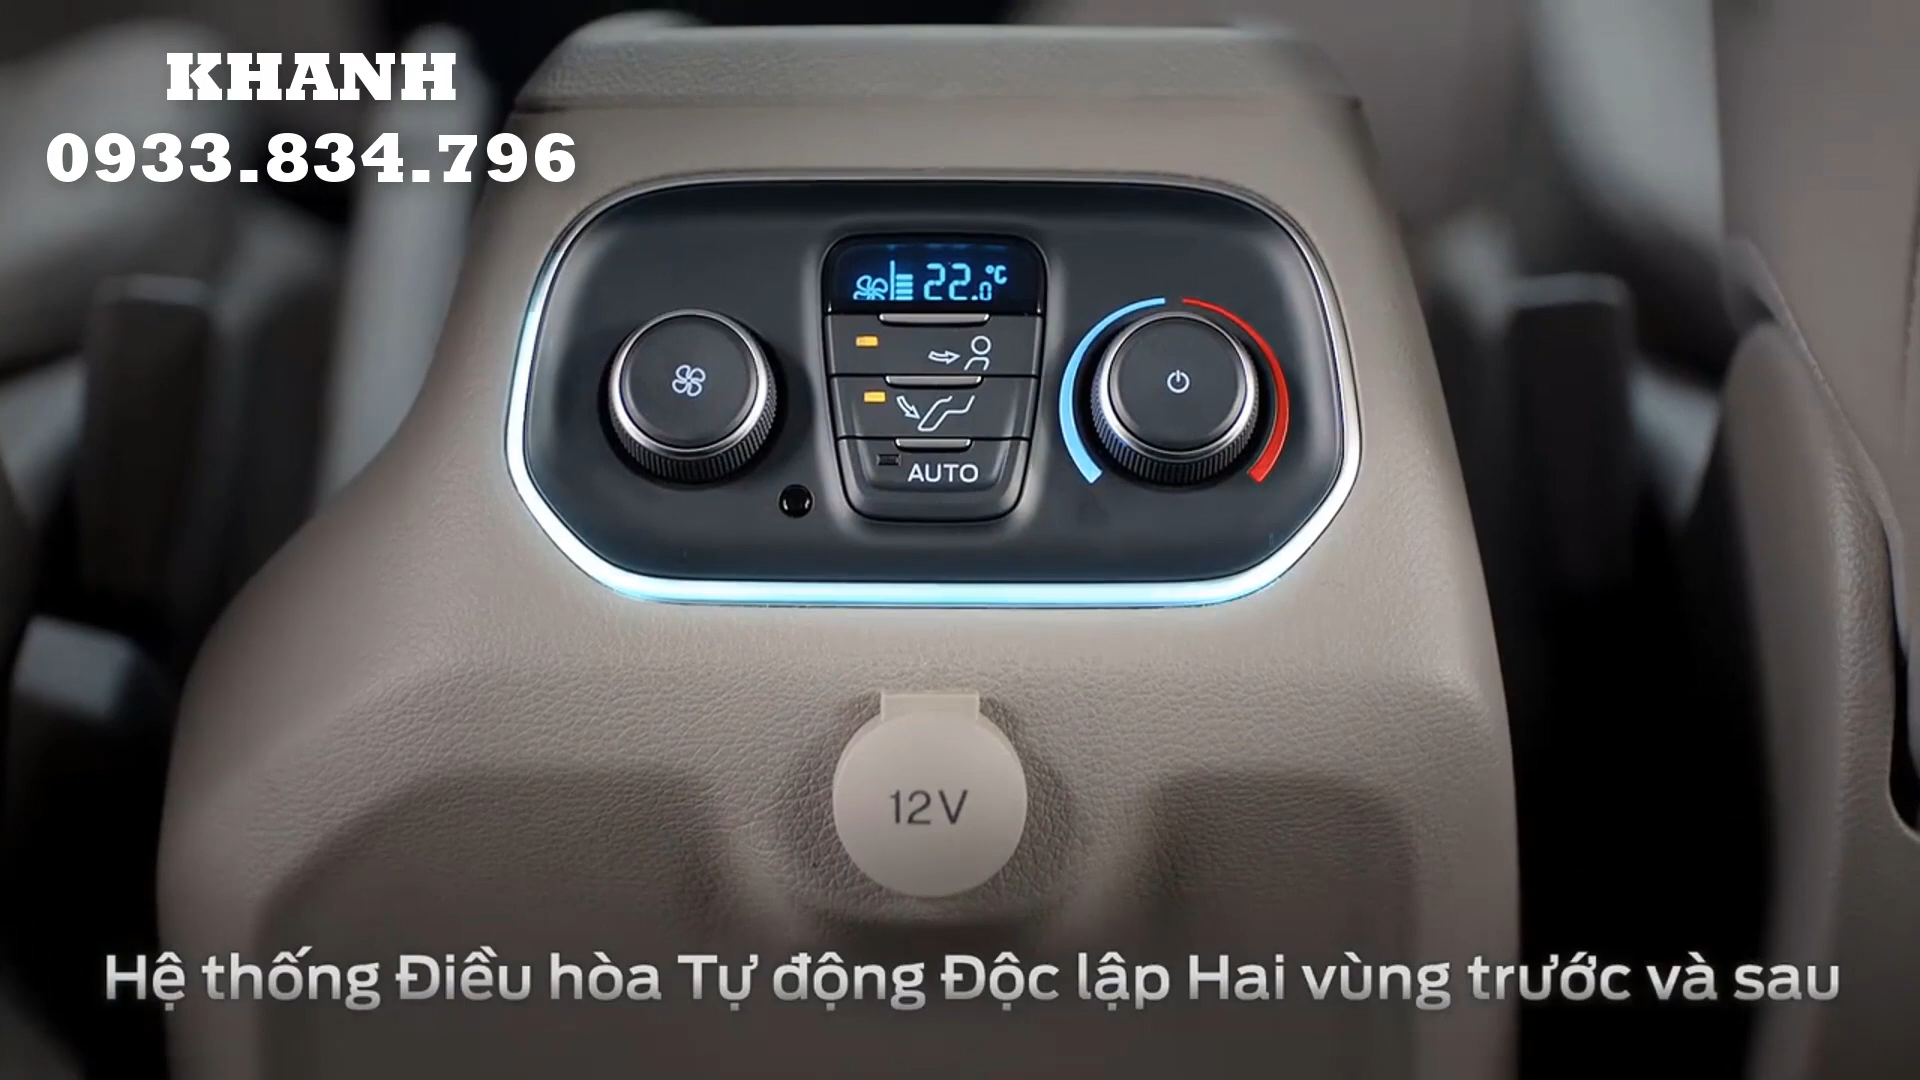 KHANH
0933.834.796
22.0°C
AUTO
12V
Hệ thống Điều hòa Tự động Độc lập Hai vùng trước và sau